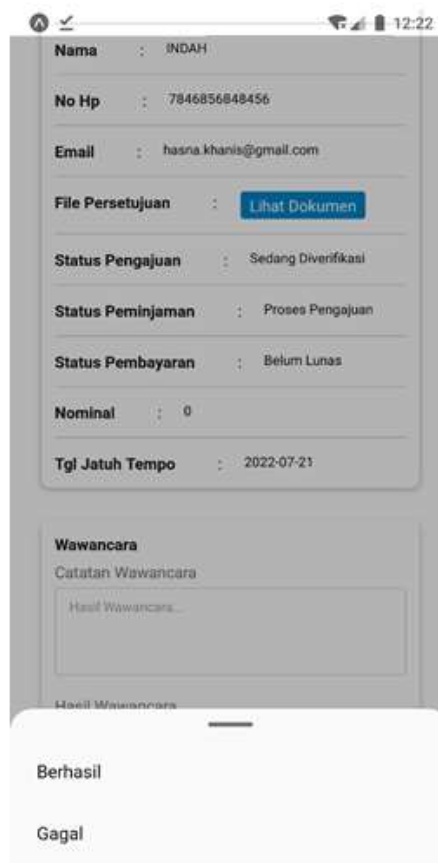 12:22
Nama : INDAH
No Hp : 7846856848456
Email : hasna.khanis@gmail.com
File Persetujuan : Lihat Dokumen
Status Pengajuan : Sedang Diverifikasi
Status Peminjaman : Proses Pengajuan
Status Pembayaran : Belum Lunas
Nominal : 0
Tgl Jatuh Tempo : 2022-07-21
Wawancara
Catatan Wawancara
Hasil Wawancara...
Hasil Wawancara
Berhasil
Gagal